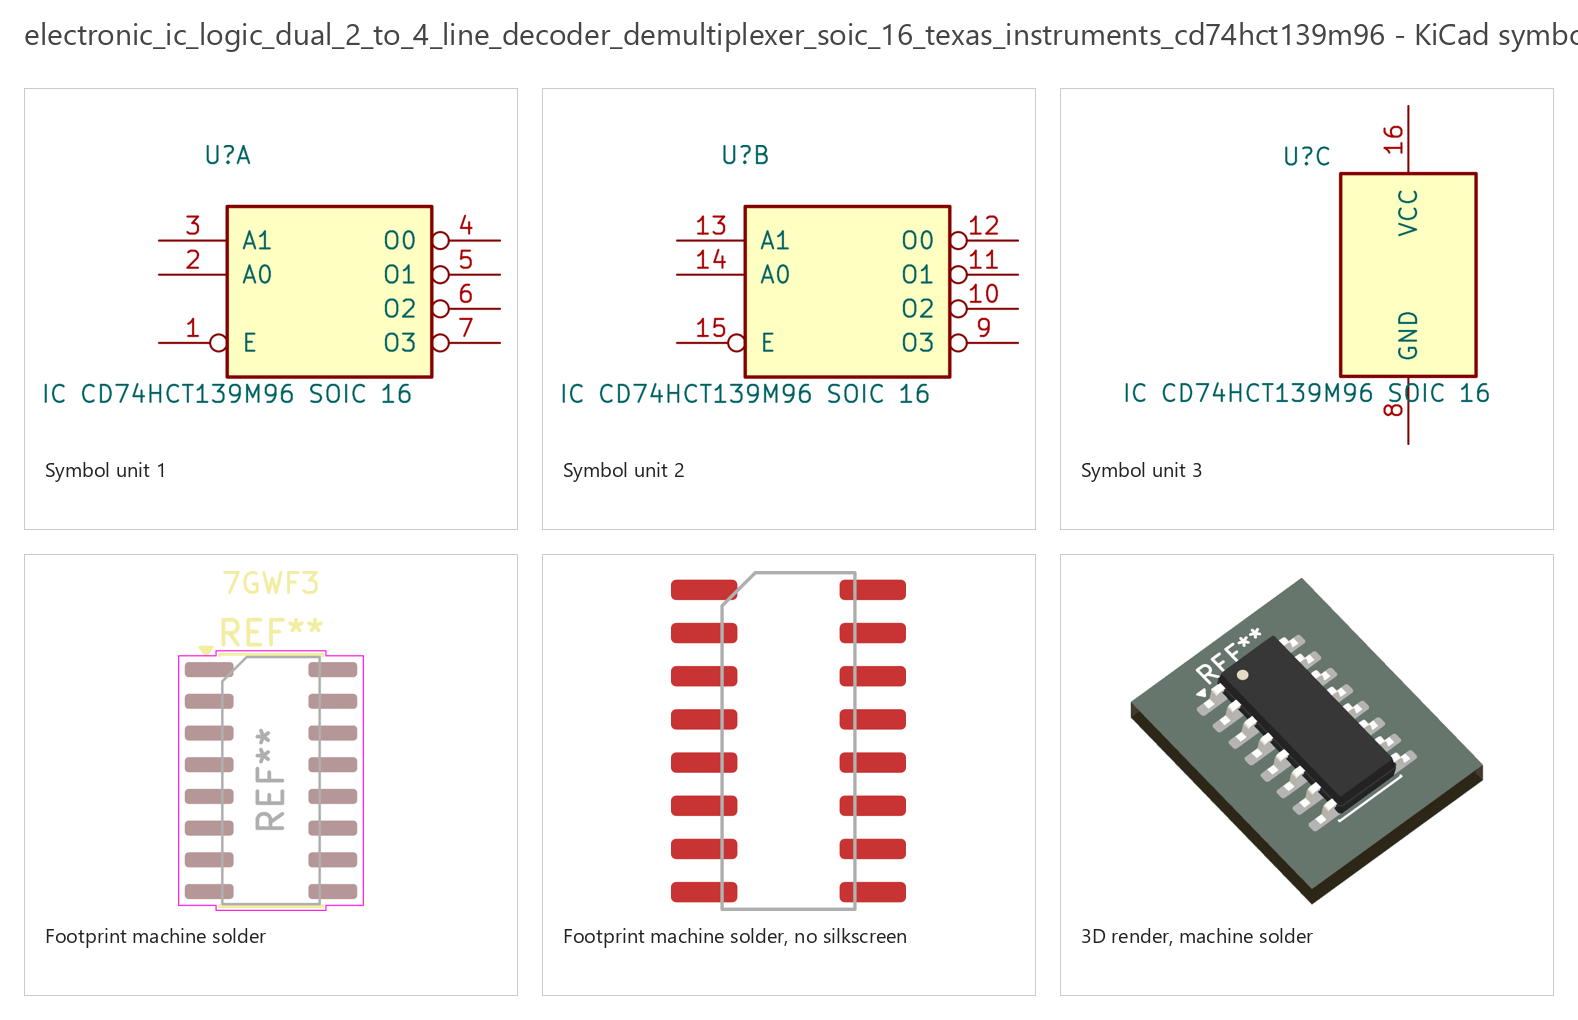 electronic_ic_logic_dual_2_to_4_line_decoder_demultiplexer_soic_16_texas_instruments_cd74hct139m96 - KiCad symbo
U?A
3 A1 O0 4
2 A0 O1 5
O2 6
1 E O3 7
IC CD74HCT139M96 SOIC 16
Symbol unit 1
U?B
13 A1 O0 12
14 A0 O1 11
O2 10
15 E O3 9
IC CD74HCT139M96 SOIC 16
Symbol unit 2
16
U?C
VCC
GND
IC CD74HCT139M96 SOIC 16
8
Symbol unit 3
7GWF3
REF**
REF**
Footprint machine solder
Footprint machine solder, no silkscreen
REF**
3D render, machine solder